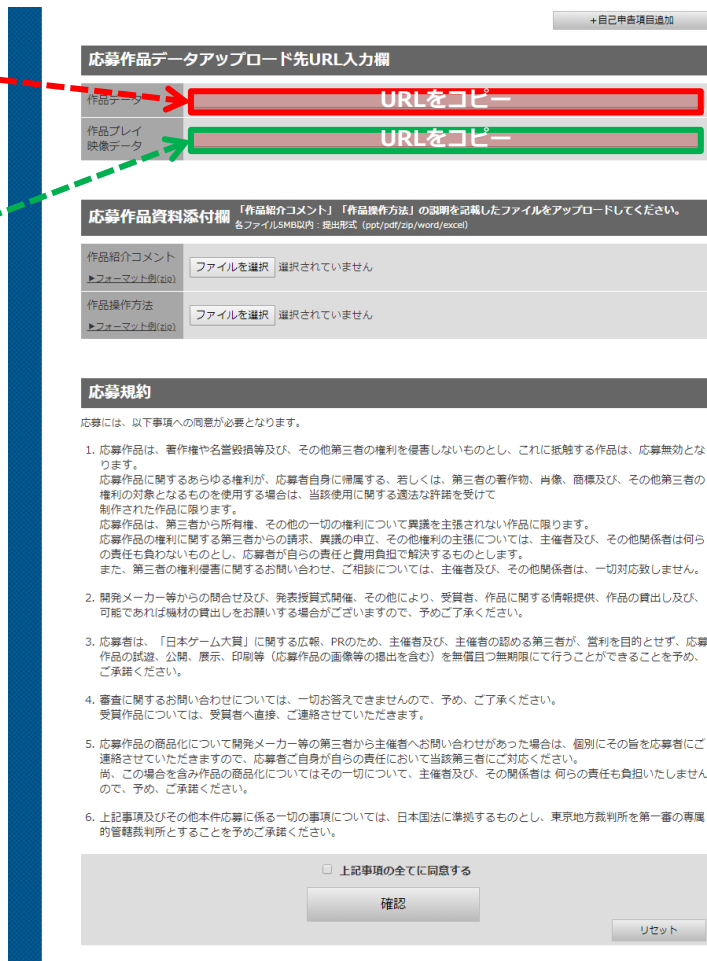 +自己申告項目追加
応募作品データアップロード先URL入力欄
作品データ
URLをコピー
作品プレイ
映像データ
URLをコピー
応募作品資料添付欄 「作品紹介コメント」「作品操作方法」の説明を記載したファイルをアップロードしてください。
各ファイル5MB以内：提出形式（ppt/pdf/zip/word/excel）
作品紹介コメント
▶フォーマット例(zip)
ファイルを選択 選択されていません
作品操作方法
▶フォーマット例(zip)
ファイルを選択 選択されていません
応募規約
応募には、以下事項への同意が必要となります。
1. 応募作品は、著作権や名誉毀損等及び、その他第三者の権利を侵害しないものとし、これに抵触する作品は、応募無効とな
ります。
応募作品に関するあらゆる権利が、応募者自身に帰属する、若しくは、第三者の著作物、肖像、商標及び、その他第三者の
権利の対象となるものを使用する場合は、当該使用に関する適法な許諾を受けて
制作された作品に限ります。
応募作品は、第三者から所有権、その他の一切の権利について異議を主張されない作品に限ります。
応募作品の権利に関する第三者からの請求、異議の申立、その他権利の主張については、主催者及び、その他関係者は何ら
の責任も負わないものとし、応募者が自らの責任と費用負担で解決するものとします。
また、第三者の権利侵害に関するお問い合わせ、ご相談については、主催者及び、その他関係者は、一切対応致しません。
2. 開発メーカー等からの問合せ及び、発表授賞式開催、その他により、受賞者、作品に関する情報提供、作品の貸出し及び、
可能であれば機材の貸出しをお願いする場合がございますので、予めご了承ください。
3. 応募者は、「日本ゲーム大賞」に関する広報、PRのため、主催者及び、主催者の認める第三者が、営利を目的とせず、応募
作品の試遊、公開、展示、印刷等（応募作品の画像等の掲出を含む）を無償且つ無期限にて行うことができることを予め、
ご承諾ください。
4. 審査に関するお問い合わせについては、一切お答えできませんので、予め、ご了承ください。
受賞作品については、受賞者へ直接、ご連絡させていただきます。
5. 応募作品の商品化について開発メーカー等の第三者から主催者へお問い合わせがあった場合は、個別にその旨を応募者にご
連絡させていただきますので、応募者ご自身が自らの責任において当該第三者にご対応ください。
尚、この場合を含み作品の商品化についてはその一切について、主催者及び、その関係者は 何らの責任も負担いたしません
ので、予め、ご承諾ください。
6. 上記事項及びその他本件応募に係る一切の事項については、日本国法に準拠するものとし、東京地方裁判所を第一審の専属
的管轄裁判所とすることを予めご承諾ください。
上記事項の全てに同意する
確認
リセット